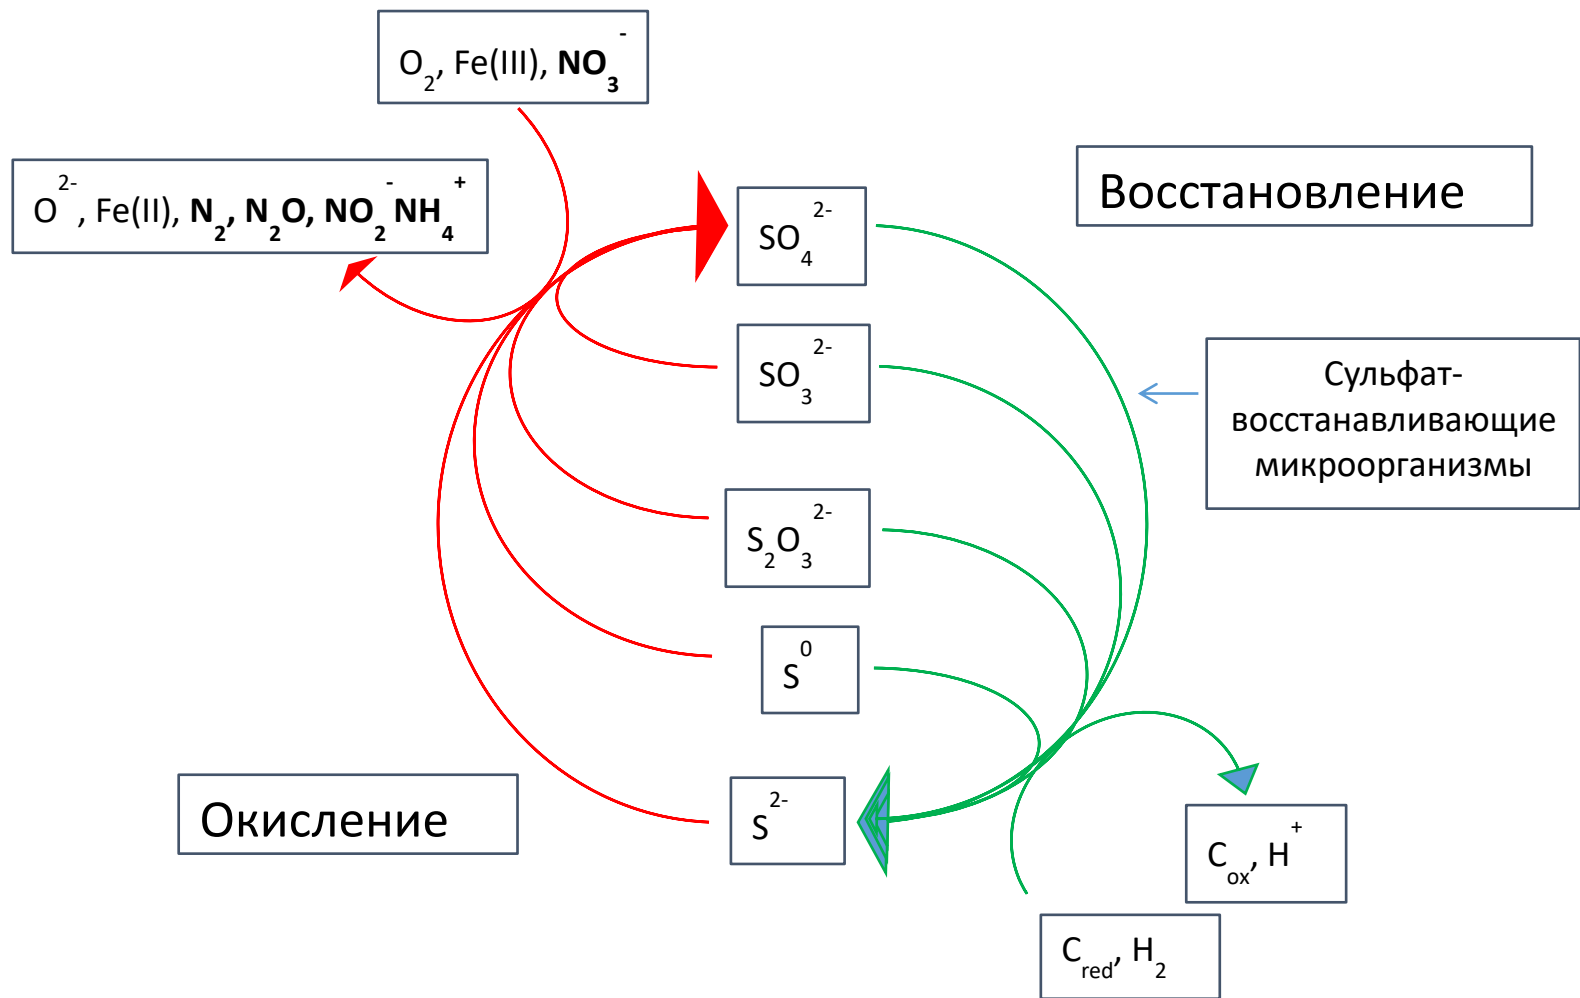 O₂, Fe(III), NO₃⁻
O²⁻, Fe(II), N₂, N₂O, NO₂⁻NH₄⁺
Восстановление
SO₄²⁻
SO₃²⁻
Сульфат-
восстанавливающие
микроорганизмы
S₂O₃²⁻
S⁰
Окисление
S²⁻
Cₒₓ, H⁺
C_red, H₂